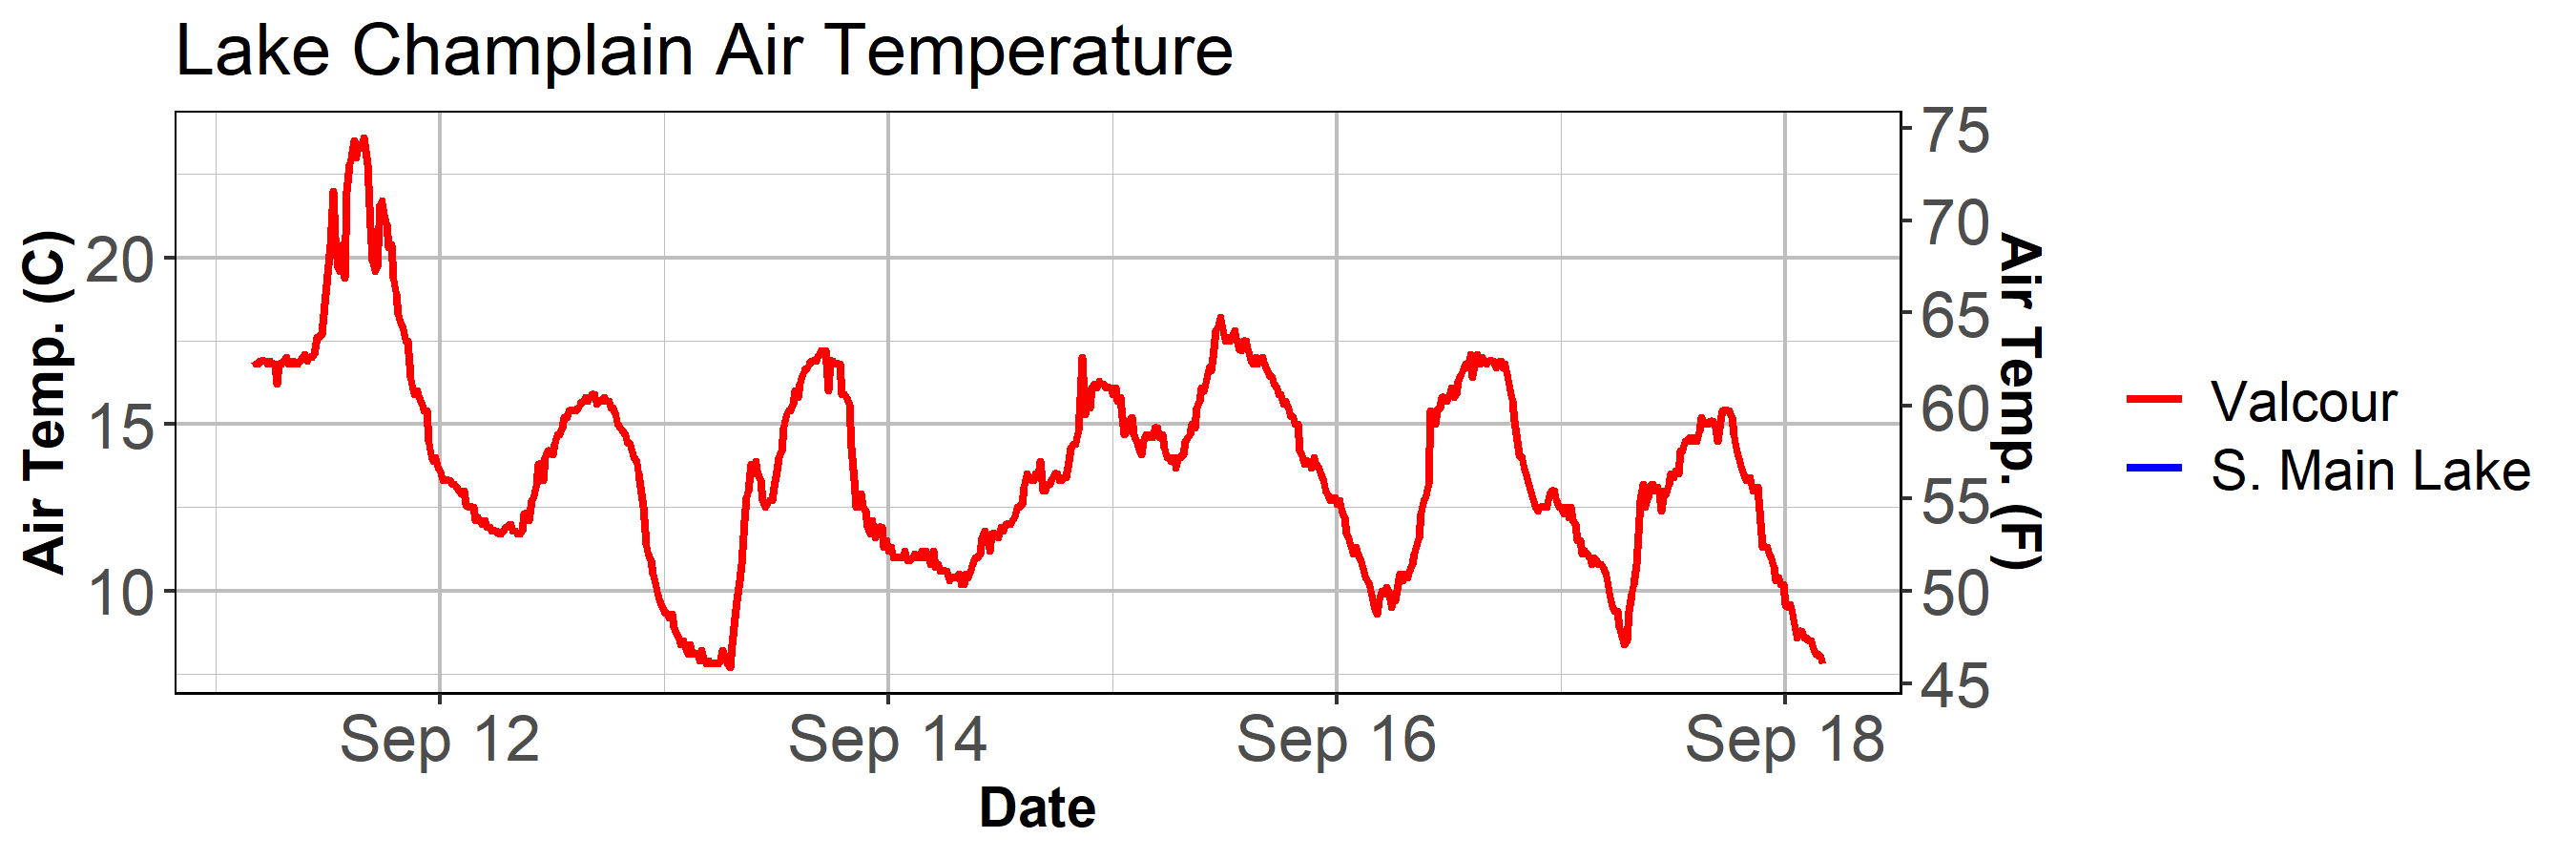 Lake Champlain Air Temperature
Air Temp. (C)
20
15
10
75
70
65
60
55
50
45
Air Temp. (F)
Sep 12
Sep 14
Sep 16
Sep 18
Date
Valcour
S. Main Lake